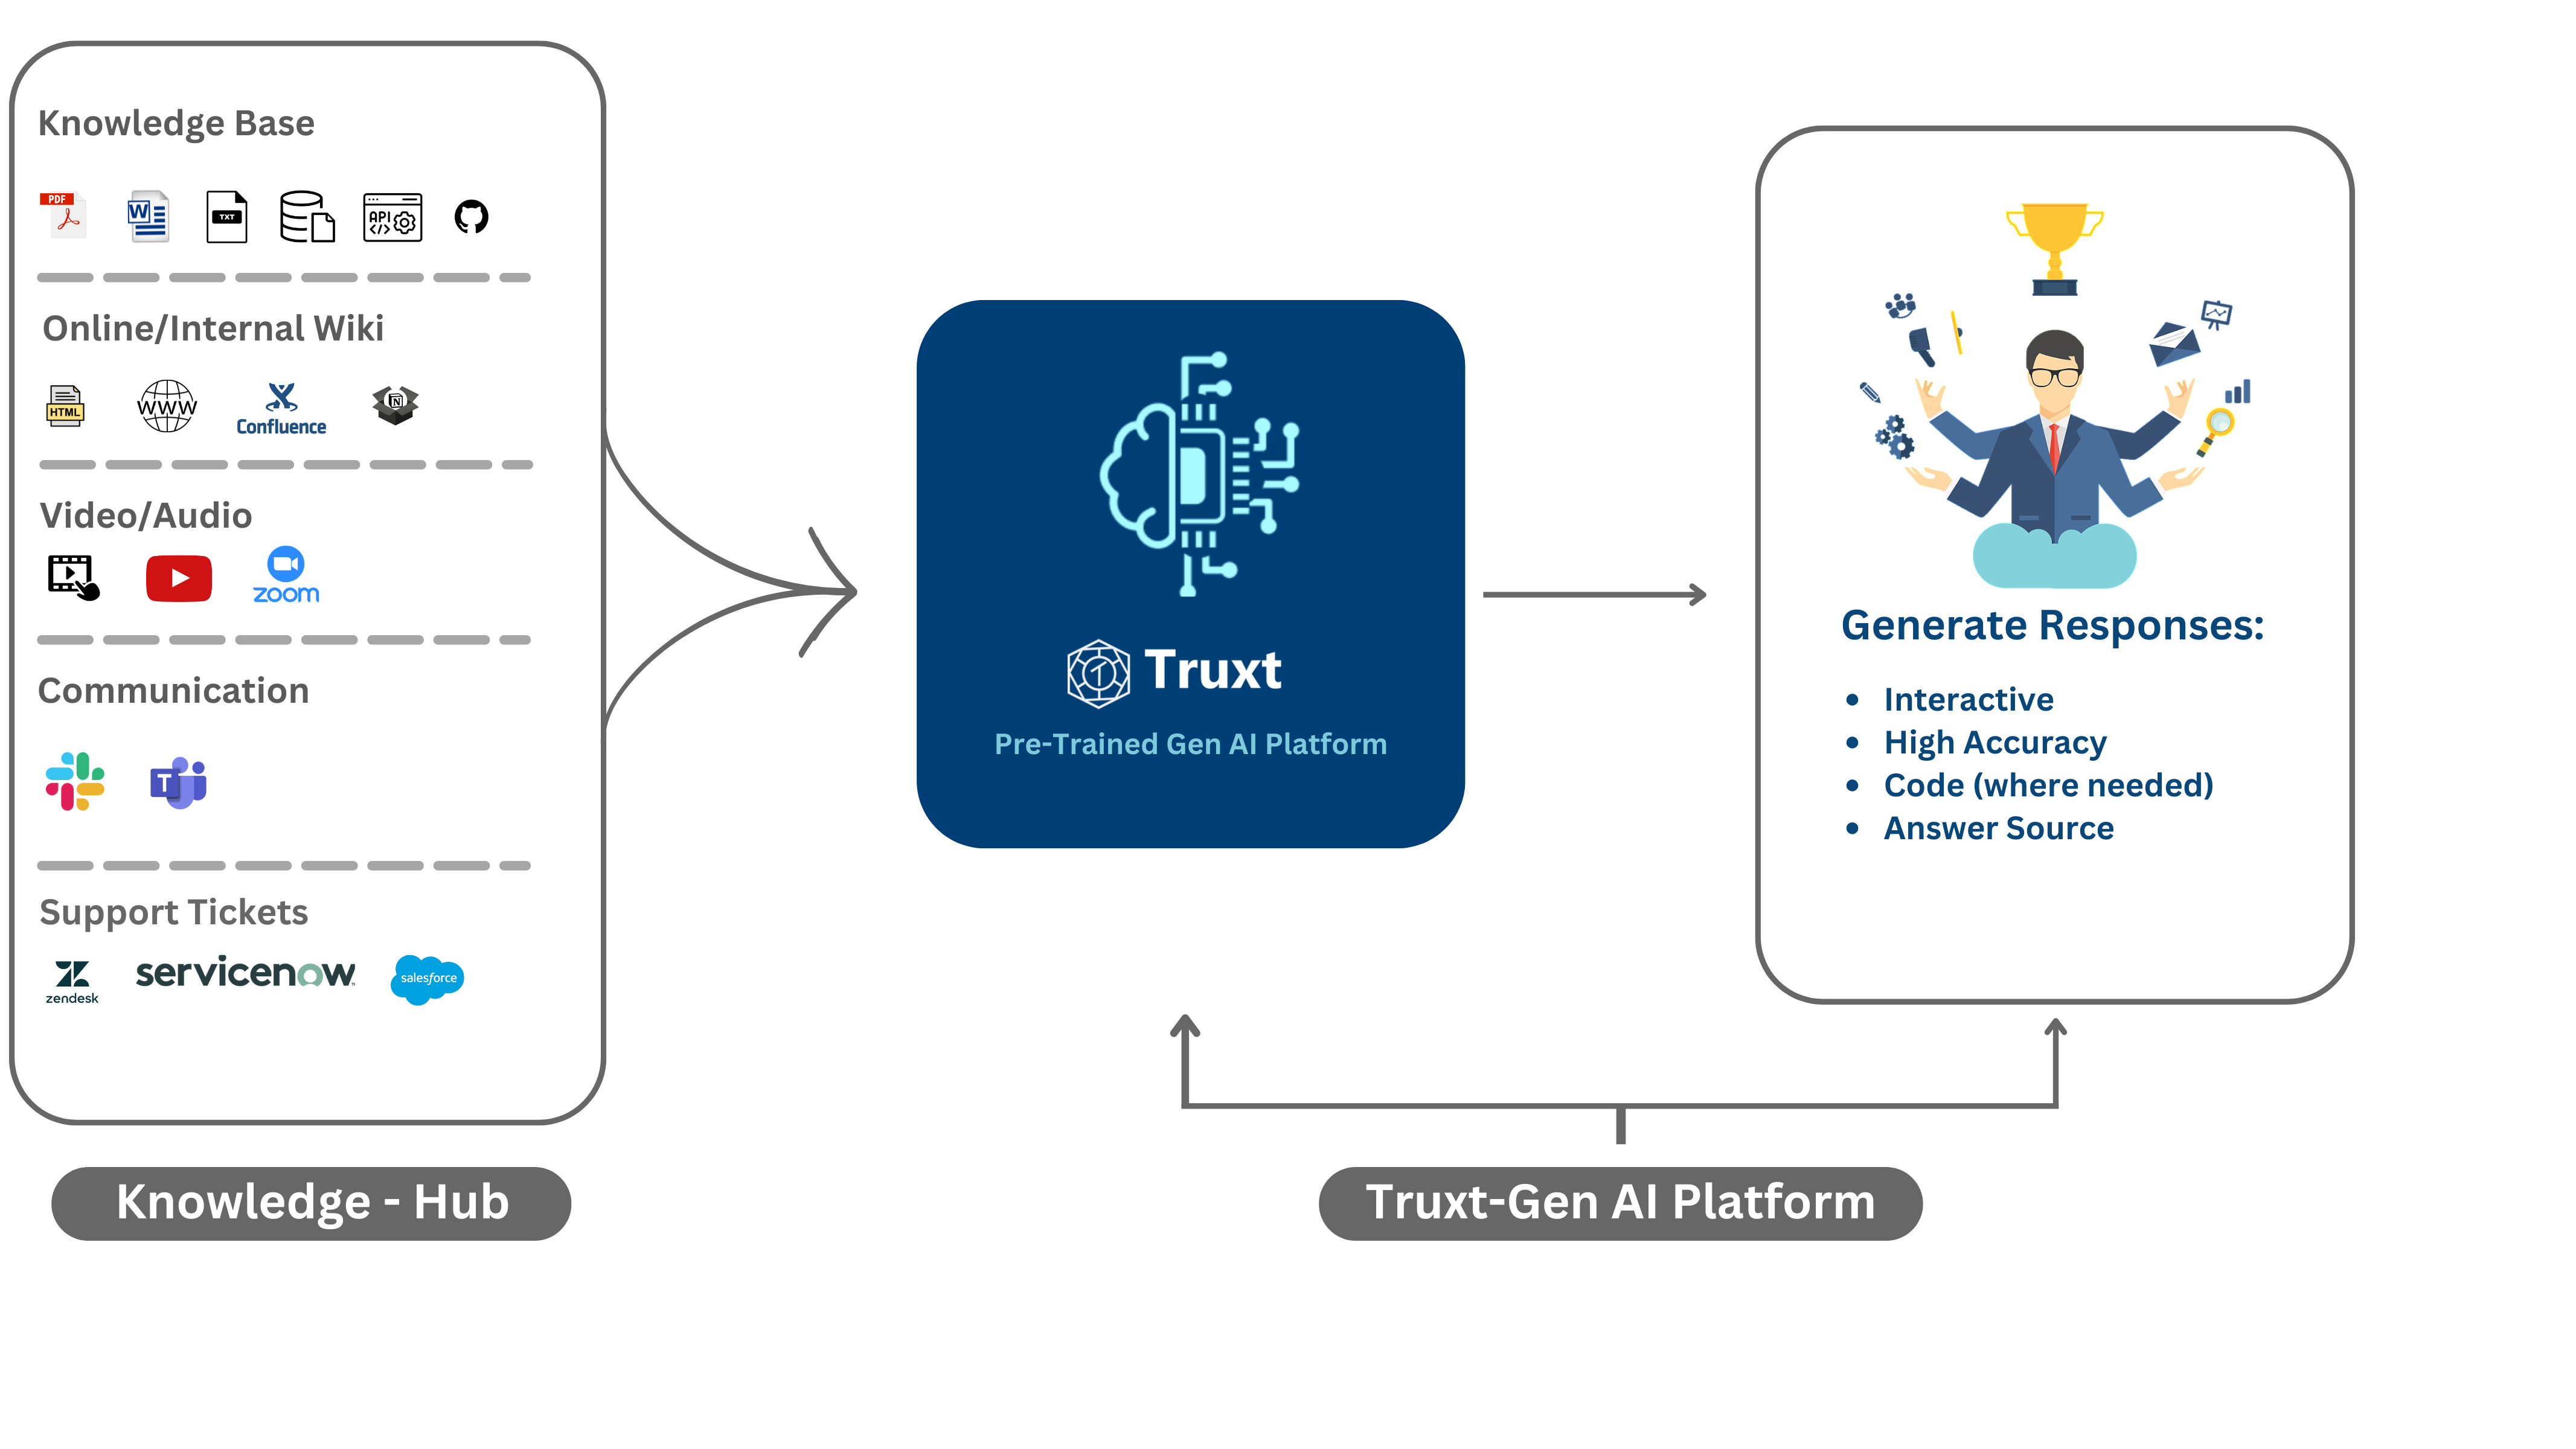 Knowledge Base
PDF
W
TXT
API
</>
Online/Internal Wiki
HTML
WWW
Confluence
N
Video/Audio
zoom
Communication
T
Support Tickets
zendesk
servicenow
salesforce
Knowledge - Hub
Truxt
Pre-Trained Gen AI Platform
Generate Responses:
• Interactive
• High Accuracy
• Code (where needed)
• Answer Source
Truxt-Gen AI Platform